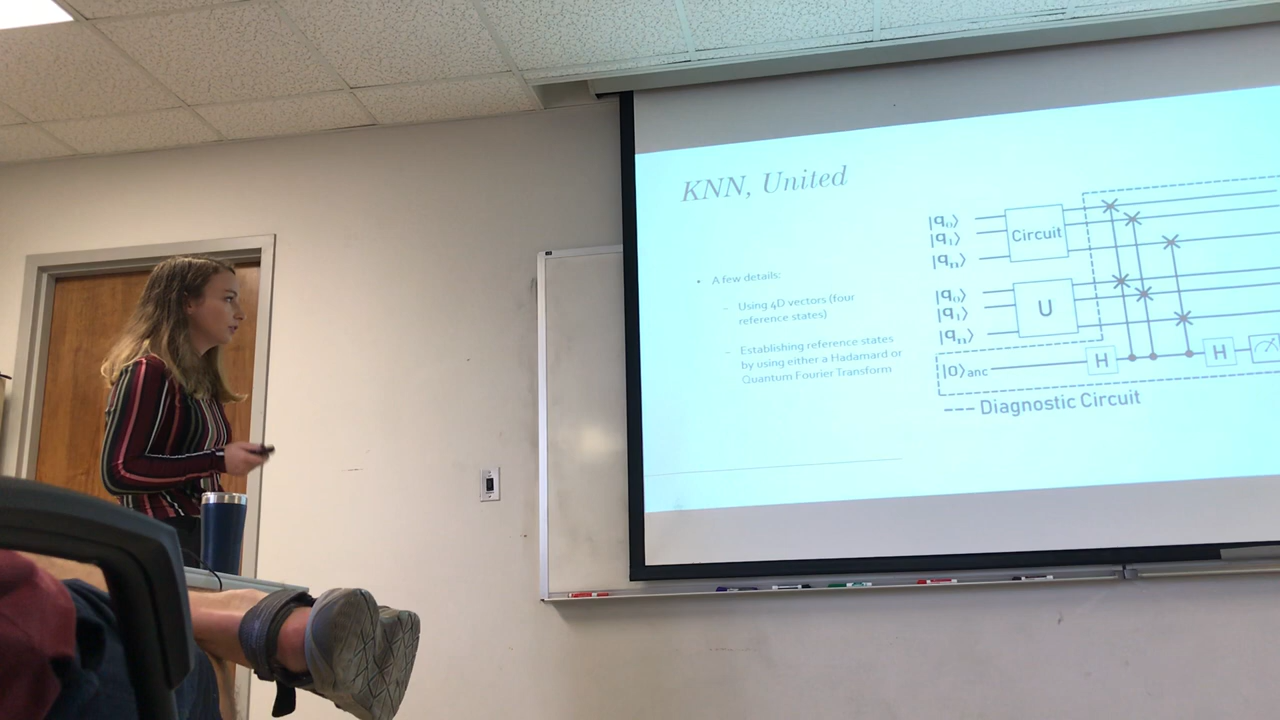 KNN, United
• A few details:
– Using 4D vectors (four
reference states)
– Establishing reference states
by using either a Hadamard or
Quantum Fourier Transform
|q₀⟩
|q₁⟩
|qₙ⟩
Circuit
|q₀⟩
|q₁⟩
|qₙ⟩
U
|0⟩anc
H
H
--- Diagnostic Circuit